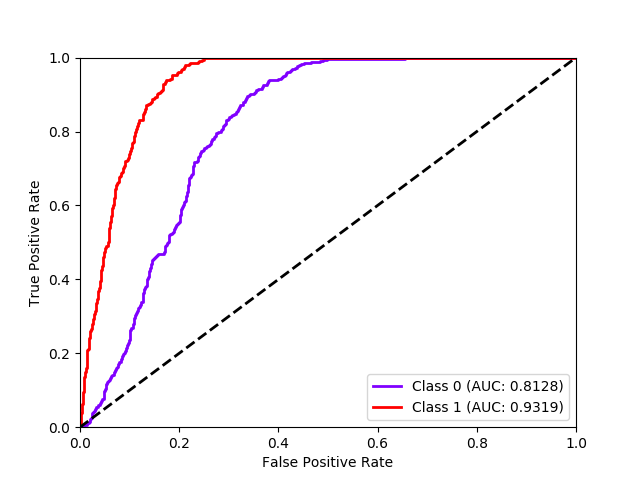 1.0
0.8
0.6
0.4
0.2
0.0
True Positive Rate
0.0 0.2 0.4 0.6 0.8 1.0
False Positive Rate
Class 0 (AUC: 0.8128)
Class 1 (AUC: 0.9319)